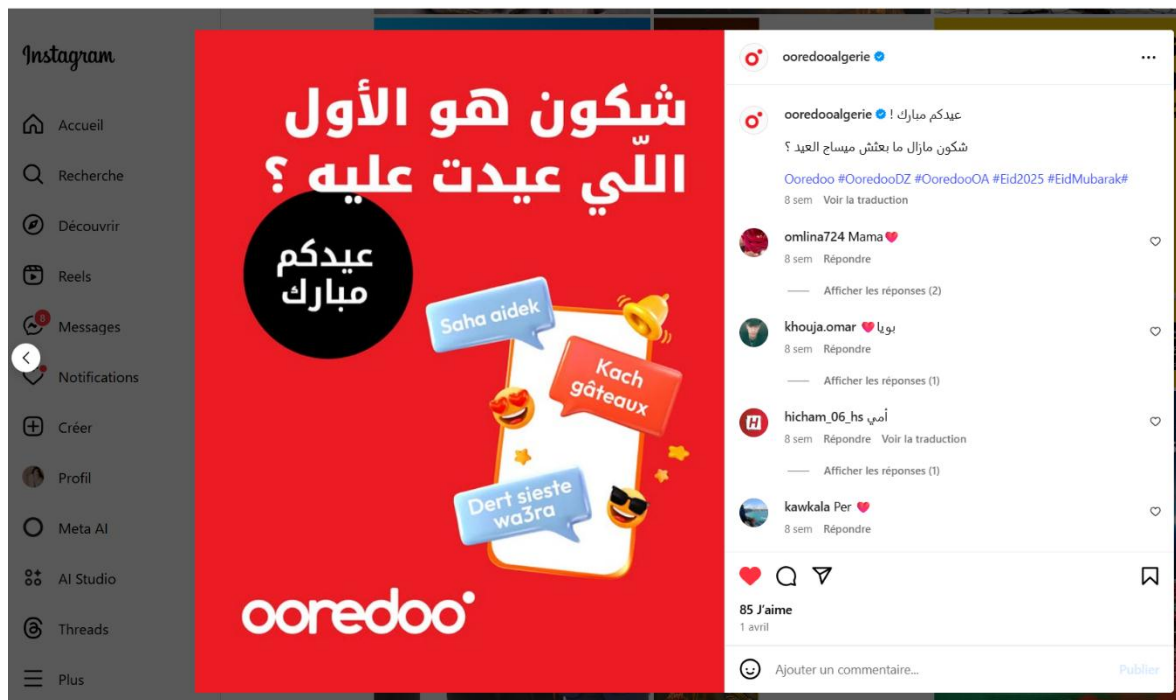 Instagram
Accueil
Recherche
Découvrir
Reels
8
Messages
Notifications
Créer
Profil
Meta AI
AI Studio
Threads
Plus
شكون هو الأول
اللّي عيدت عليه ؟
عيدكم
مبارك
Saha aidek
Kach
gâteaux
Dert sieste
wa3ra
ooredoo
ooredooalgerie
ooredooalgerie عيدكم مبارك !
شكون مازال ما بعثش ميساج العيد ؟
Ooredoo #OoredooDZ #OoredooOA #Eid2025 #EidMubarak#
8 sem Voir la traduction
omlina724 Mama💗
8 sem Répondre
Afficher les réponses (2)
khouja.omar بويا💗
8 sem Répondre
Afficher les réponses (1)
H
hicham_06_hs أمي
8 sem Répondre Voir la traduction
Afficher les réponses (1)
kawkala Per 💗
8 sem Répondre
85 J'aime
1 avril
Ajouter un commentaire...
Publier